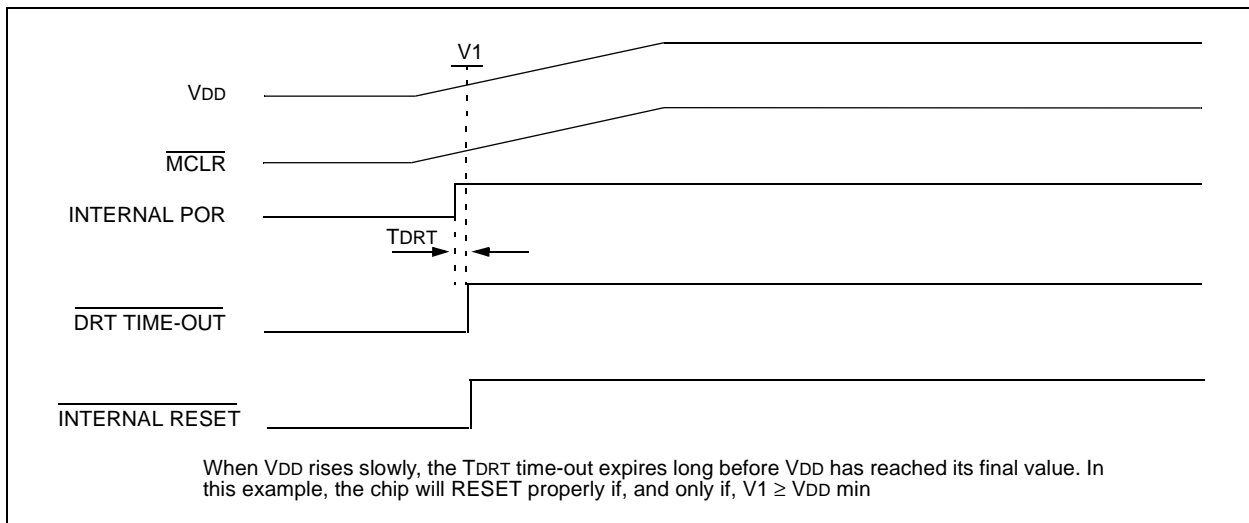 V1
VDD
MCLR
INTERNAL POR
TDRT
DRT TIME-OUT
INTERNAL RESET
When VDD rises slowly, the TDRT time-out expires long before VDD has reached its final value. In
this example, the chip will RESET properly if, and only if, V1 ≥ VDD min